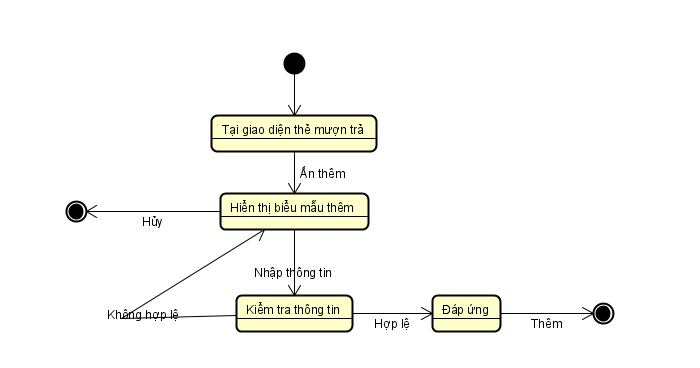 Tại giao diện thẻ mượn trả
Ấn thêm
Hiển thị biểu mẫu thêm
Hủy
Nhập thông tin
Không hợp lệ
Kiểm tra thông tin
Hợp lệ
Đáp ứng
Thêm